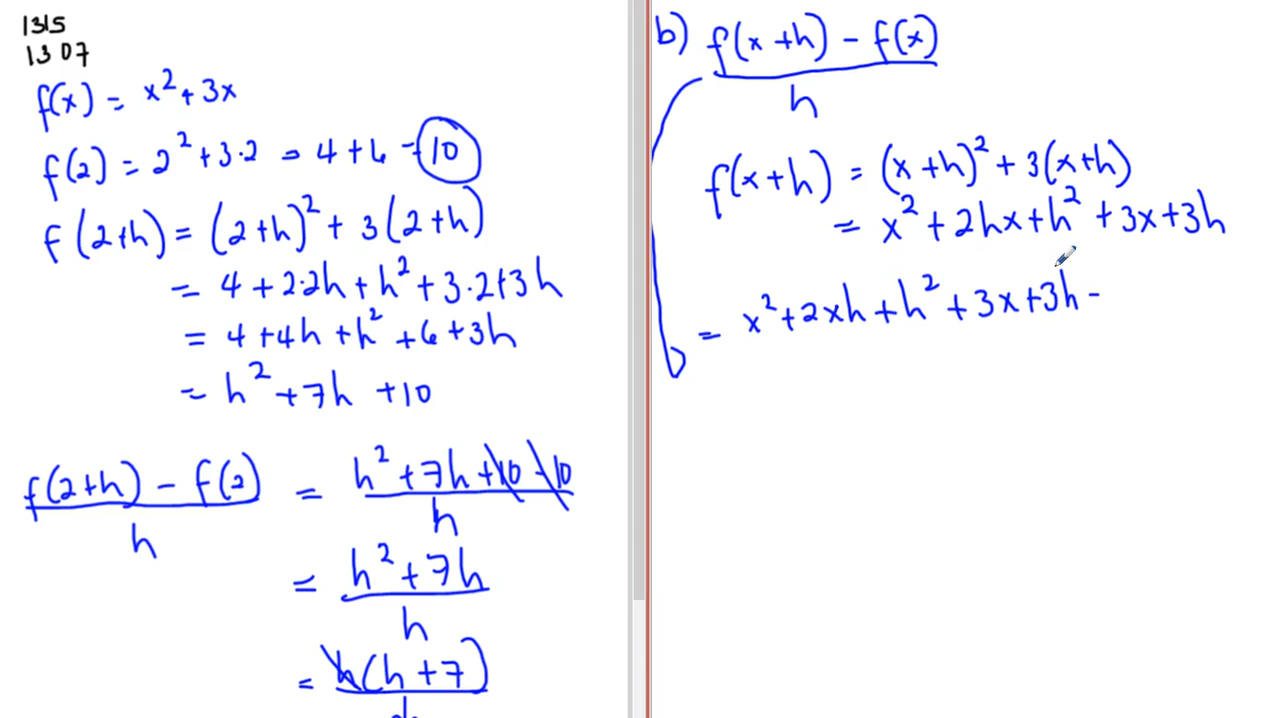 1315
1307
f(x) = x² + 3x
f(2) = 2² + 3·2 = 4 + 6 = 10
f(2+h) = (2+h)² + 3(2+h)
= 4 + 2·2h + h² + 3·2 + 3h
= 4 + 4h + h² + 6 + 3h
= h² + 7h + 10
f(2+h) - f(2) / h = h² + 7h + 10 - 10 / h
= h² + 7h / h
= h(h + 7) / h
b) f(x+h) - f(x) / h
f(x+h) = (x+h)² + 3(x+h)
= x² + 2hx + h² + 3x + 3h
= x² + 2xh + h² + 3x + 3h -